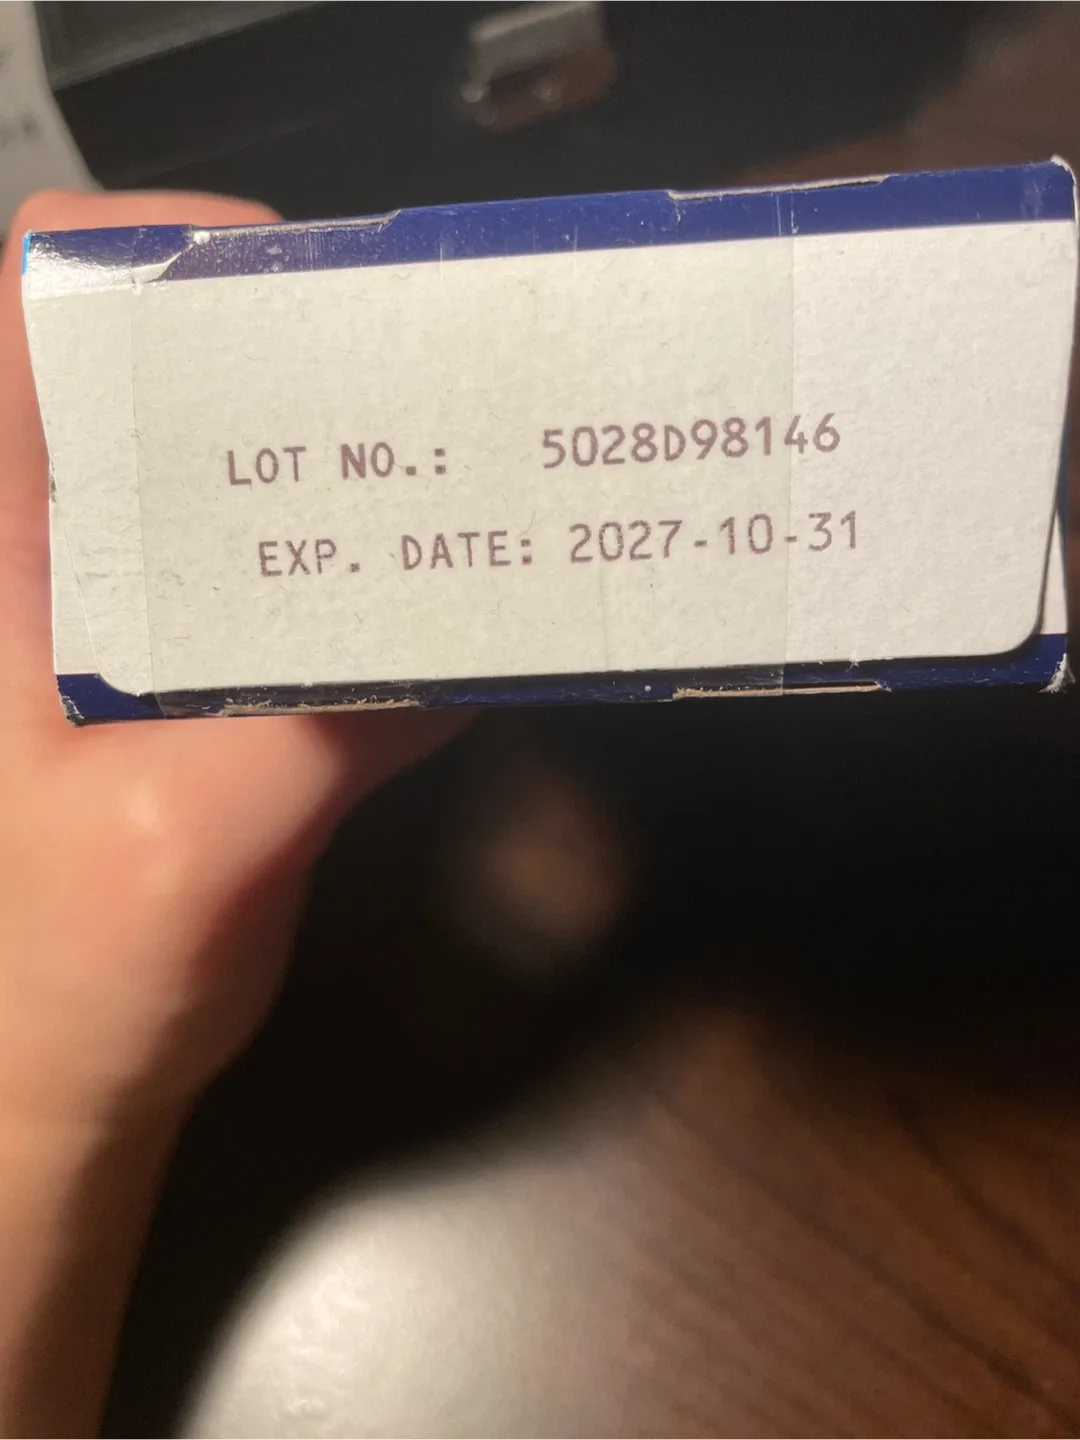 LOT NO.: 5028D98146
EXP. DATE: 2027-10-31